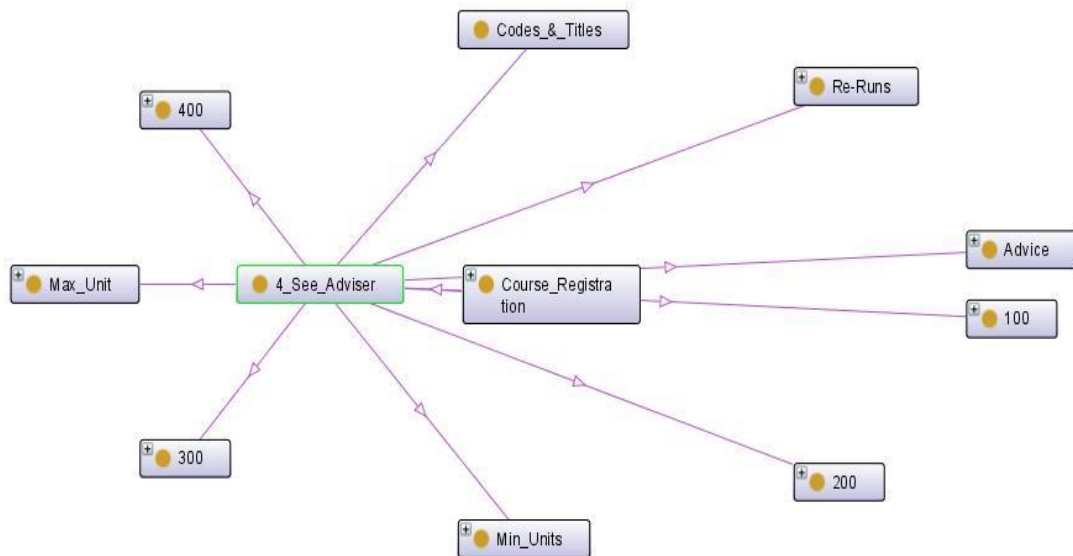 Codes_&_Titles
Re-Runs
400
Advice
Max_Unit
4_See_Adviser
Course_Registra
tion
100
300
200
Min_Units